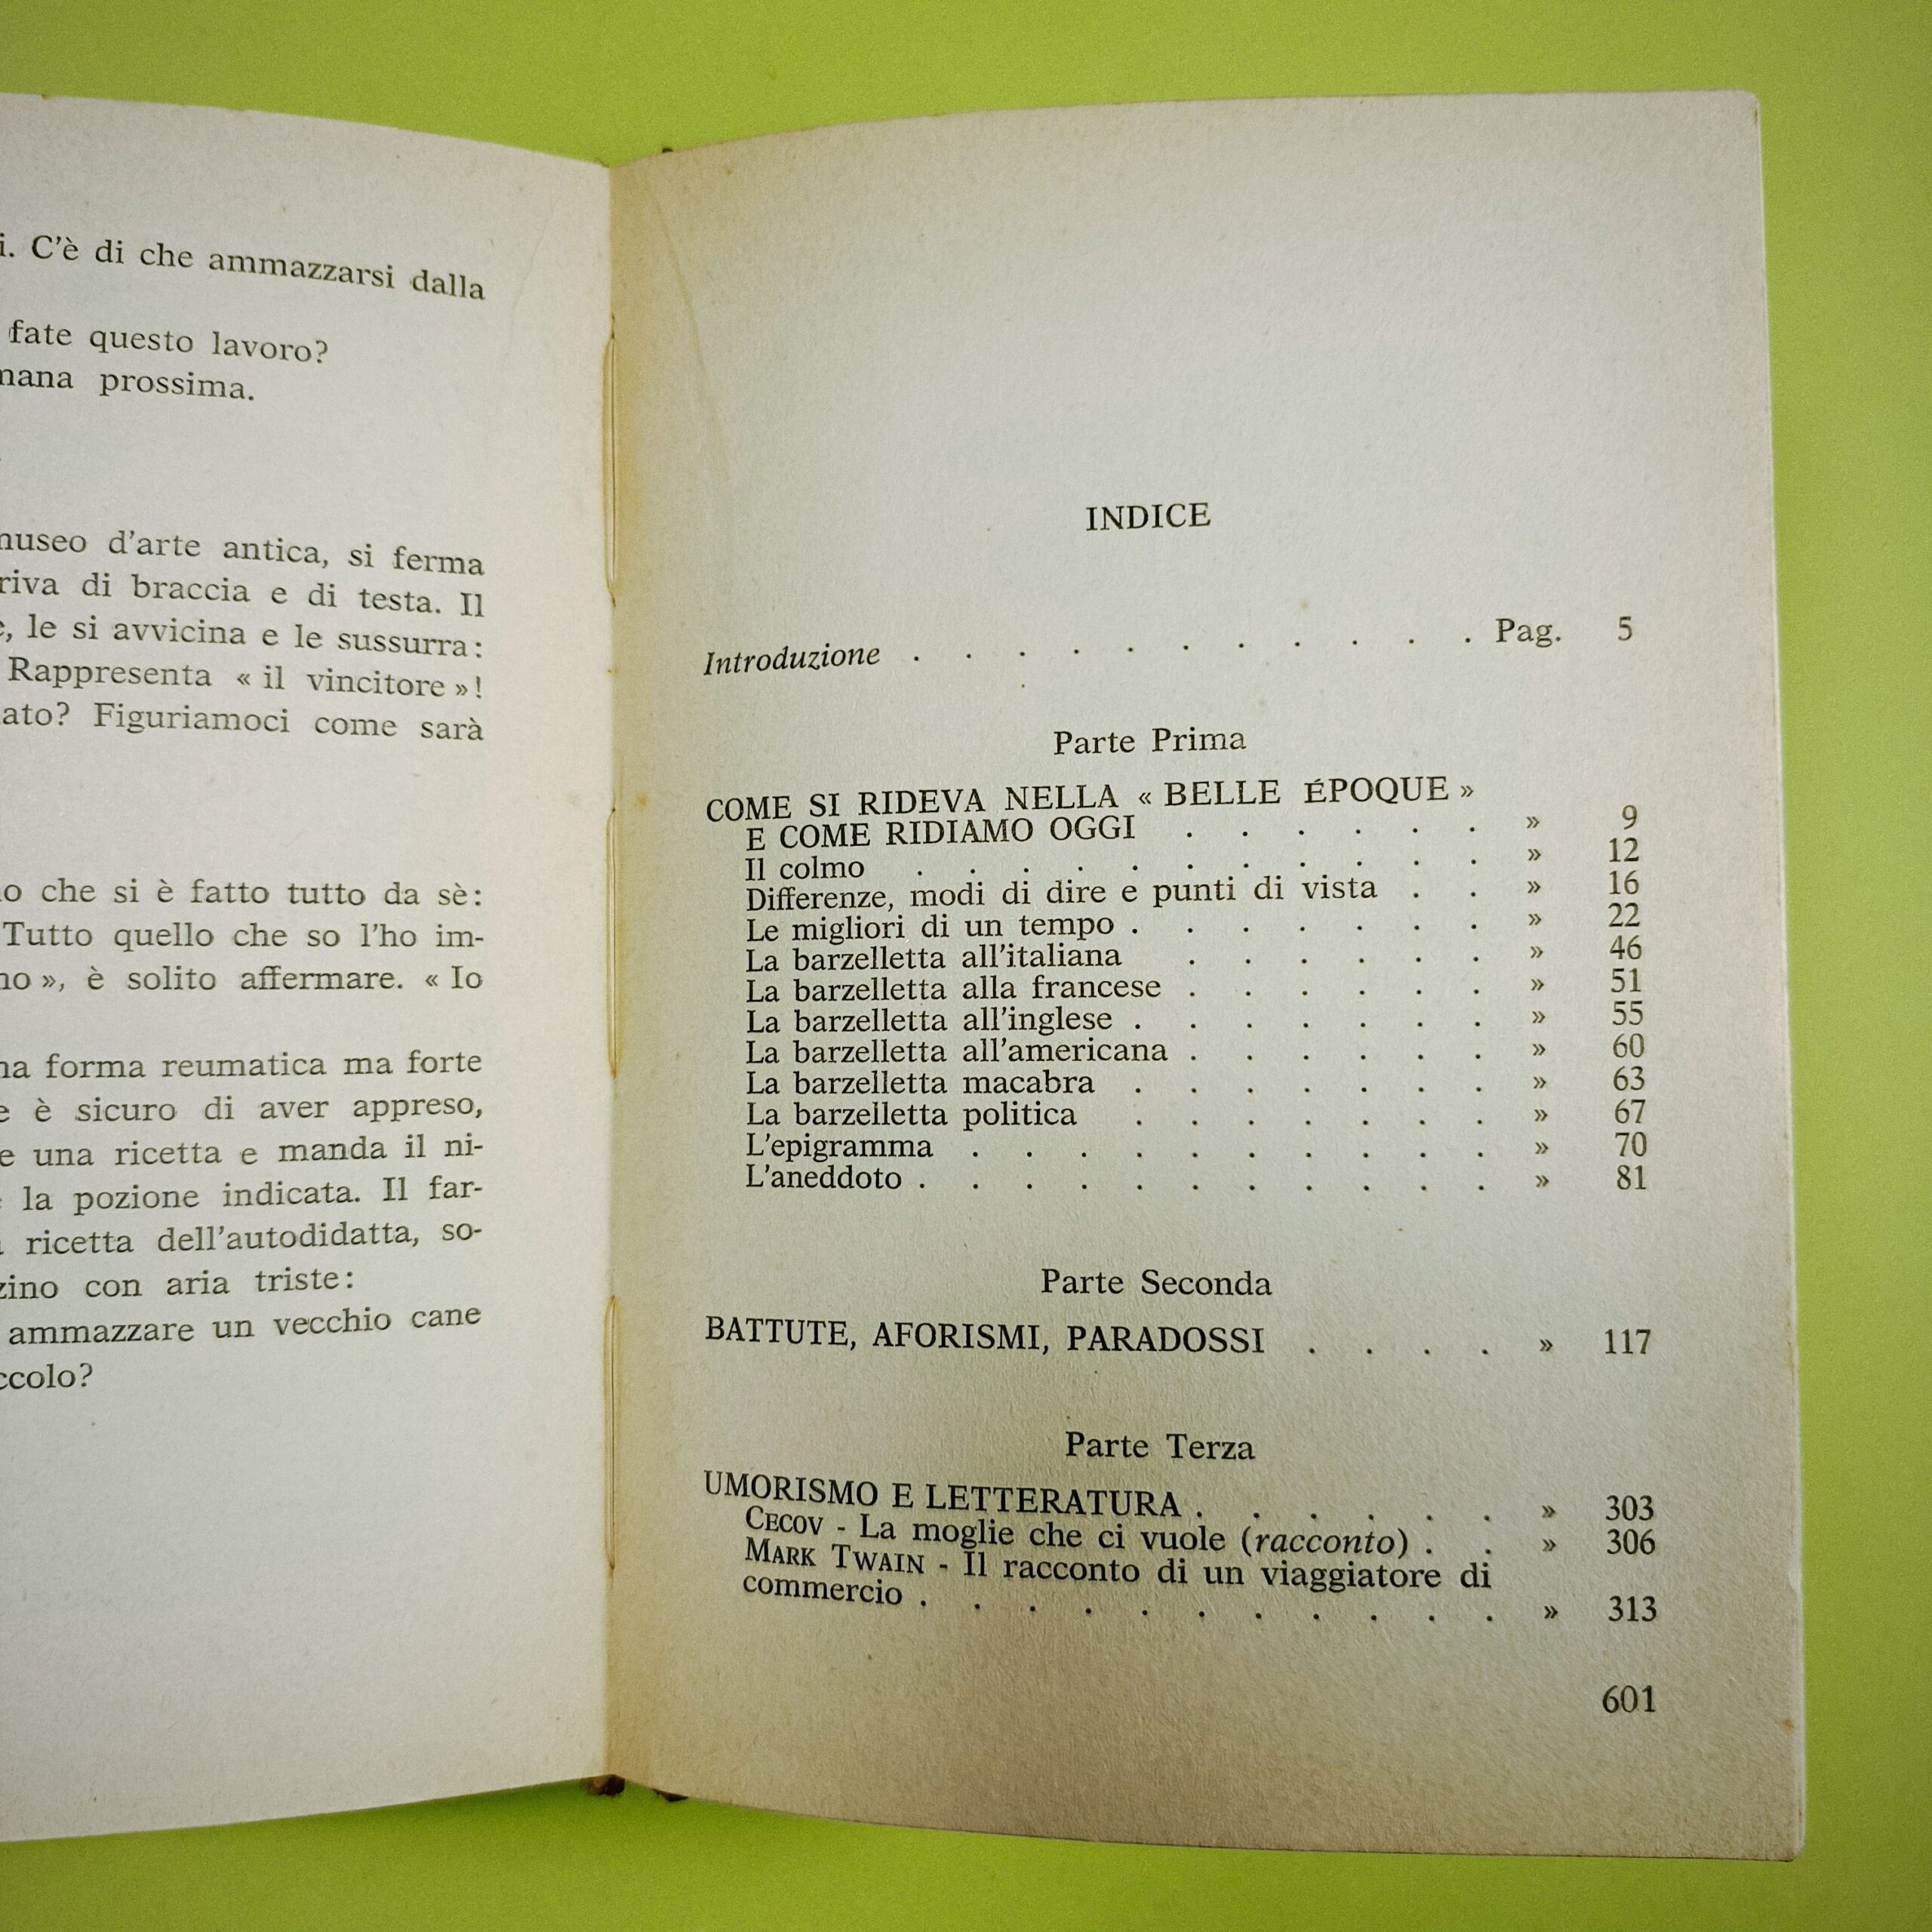 i. C'è di che ammazzarsi dalla
fate questo lavoro?
mana prossima.
museo d'arte antica, si ferma
riva di braccia e di testa. Il
e, le si avvicina e le sussurra:
Rappresenta « il vincitore »!
ato? Figuriamoci come sarà
o che si è fatto tutto da sè:
Tutto quello che so l'ho im-
no », è solito affermare. « Io
na forma reumatica ma forte
e è sicuro di aver appreso,
e una ricetta e manda il ni-
e la pozione indicata. Il far-
ricetta dell'autodidatta, so-
zino con aria triste:
ammazzare un vecchio cane
ccolo?
INDICE
Introduzione . . . . . . . . . . . Pag. 5
Parte Prima
COME SI RIDEVA NELLA « BELLE ÉPOQUE »
E COME RIDIAMO OGGI . . . . . . » 9
Il colmo . . . . . . . . . . . » 12
Differenze, modi di dire e punti di vista . . » 16
Le migliori di un tempo . . . . . . . » 22
La barzelletta all'italiana . . . . . . » 46
La barzelletta alla francese . . . . . . » 51
La barzelletta all'inglese . . . . . . . » 55
La barzelletta all'americana . . . . . . » 60
La barzelletta macabra . . . . . . . » 63
La barzelletta politica . . . . . . . » 67
L'epigramma . . . . . . . . . . » 70
L'aneddoto . . . . . . . . . . . » 81
Parte Seconda
BATTUTE, AFORISMI, PARADOSSI . . . . » 117
Parte Terza
UMORISMO E LETTERATURA . . . . . . » 303
CECOV - La moglie che ci vuole (racconto) . . » 306
MARK TWAIN - Il racconto di un viaggiatore di
commercio . . . . . . . . . . . » 313
601